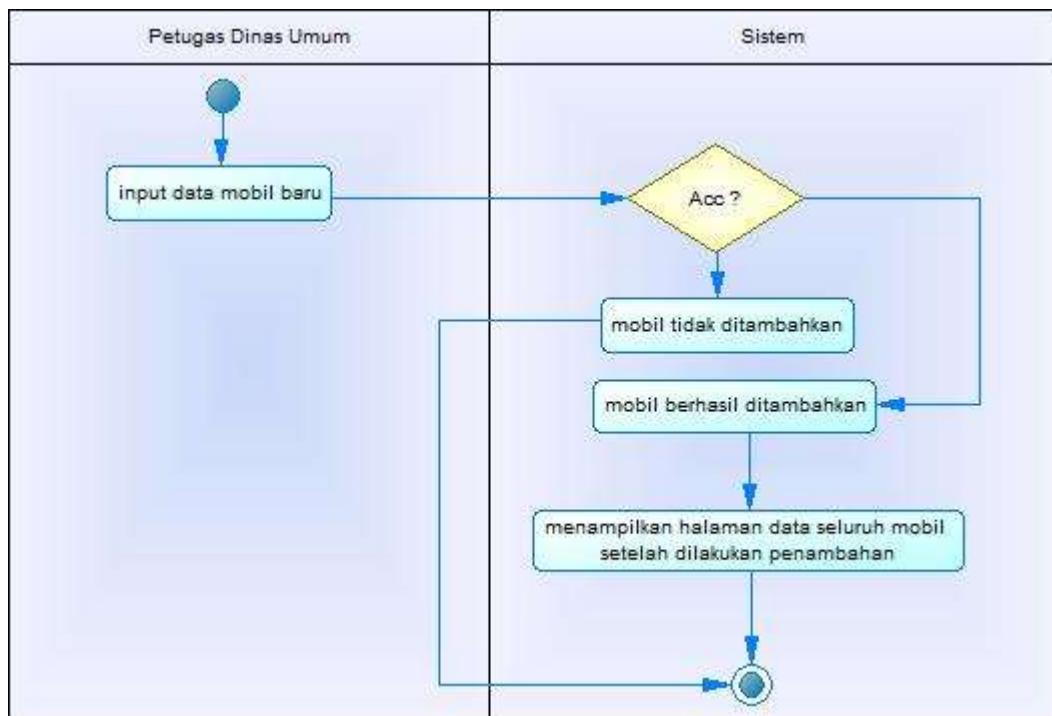 Petugas Dinas Umum
Sistem
input data mobil baru
Acc ?
mobil tidak ditambahkan
mobil berhasil ditambahkan
menampilkan halaman data seluruh mobil
setelah dilakukan penambahan